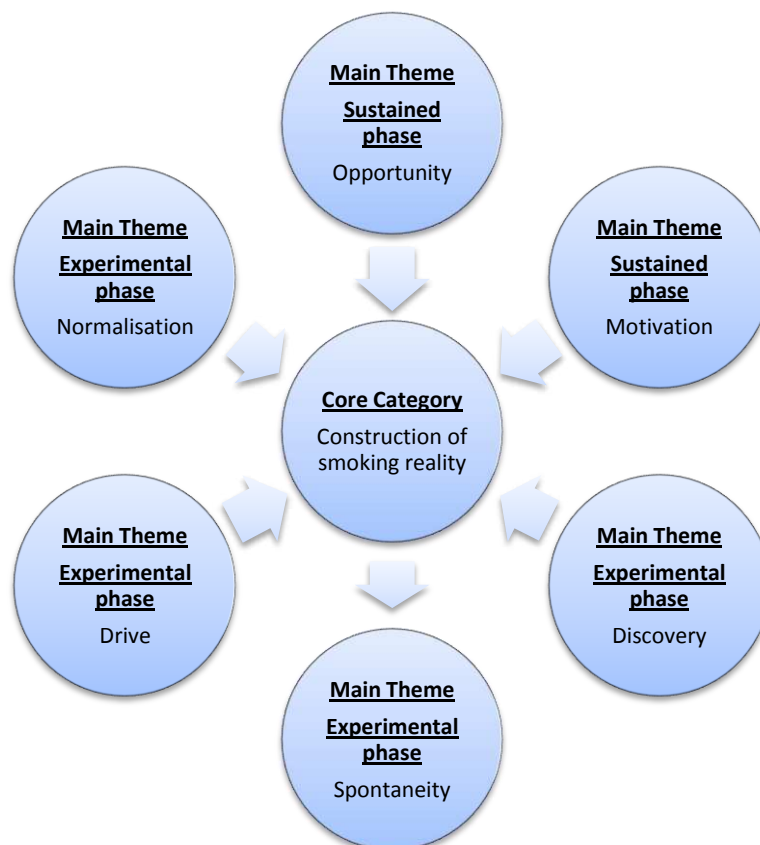 Main Theme
Sustained
phase
Opportunity
Main Theme
Experimental
phase
Normalisation
Main Theme
Sustained
phase
Motivation
Core Category
Construction of
smoking reality
Main Theme
Experimental
phase
Drive
Main Theme
Experimental
phase
Discovery
Main Theme
Experimental
phase
Spontaneity